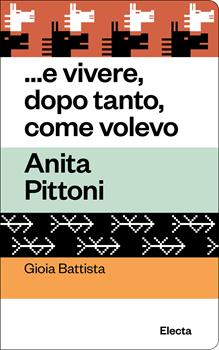 ...e vivere,
dopo tanto,
come volevo
Anita
Pittoni
Gioia Battista
Electa